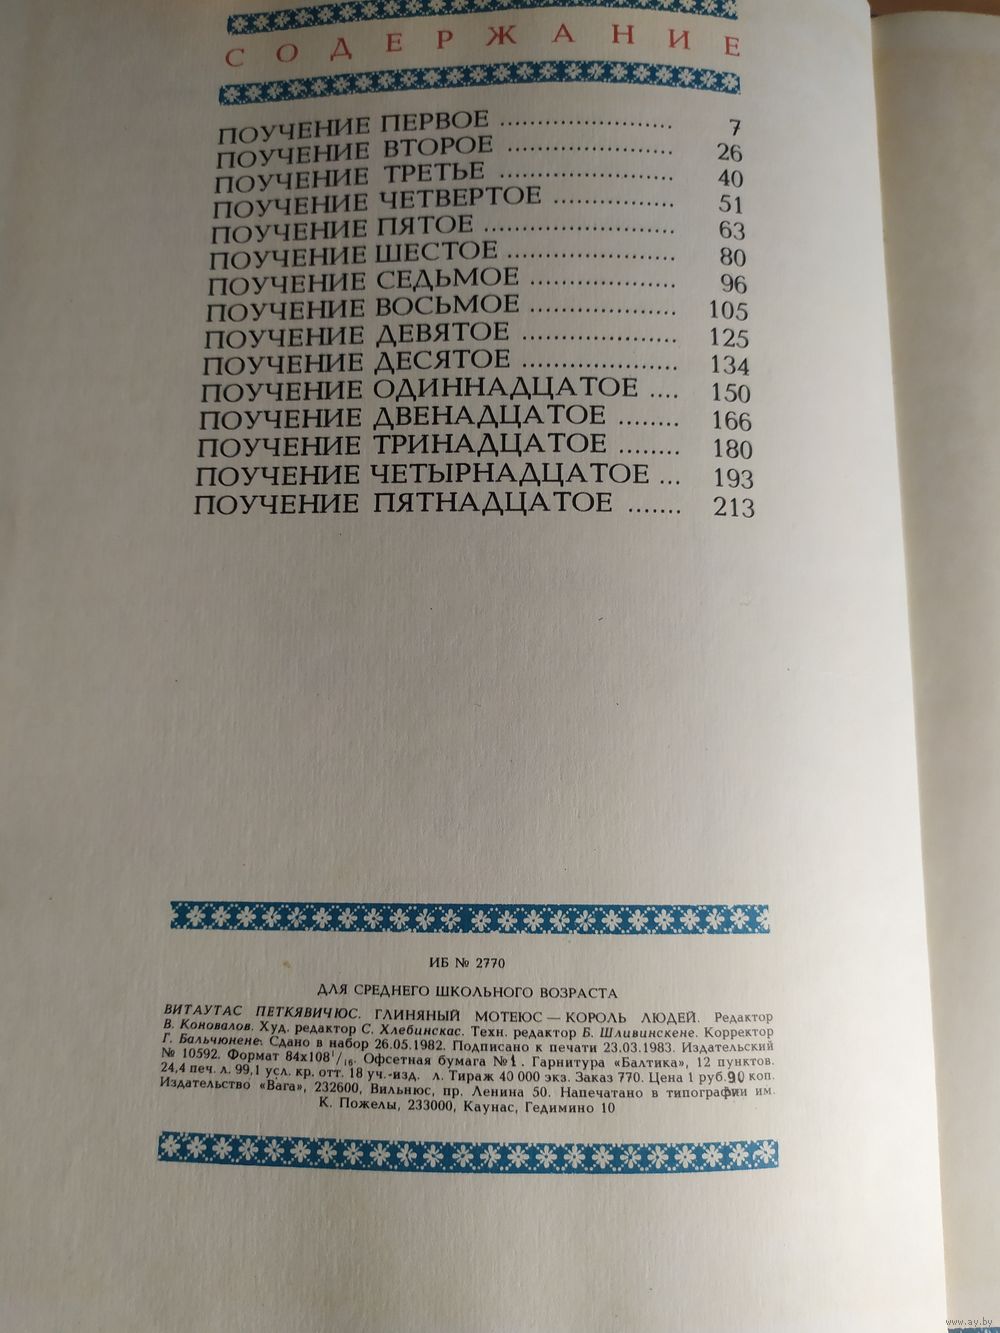 СОДЕРЖАНИЕ
ПОУЧЕНИЕ ПЕРВОЕ ...................... 7
ПОУЧЕНИЕ ВТОРОЕ ...................... 26
ПОУЧЕНИЕ ТРЕТЬЕ ....................... 40
ПОУЧЕНИЕ ЧЕТВЕРТОЕ ................ 51
ПОУЧЕНИЕ ПЯТОЕ ......................... 63
ПОУЧЕНИЕ ШЕСТОЕ ...................... 80
ПОУЧЕНИЕ СЕДЬМОЕ ................... 96
ПОУЧЕНИЕ ВОСЬМОЕ ................... 105
ПОУЧЕНИЕ ДЕВЯТОЕ .................... 125
ПОУЧЕНИЕ ДЕСЯТОЕ .................... 134
ПОУЧЕНИЕ ОДИННАДЦАТОЕ .... 150
ПОУЧЕНИЕ ДВЕНАДЦАТОЕ ........ 166
ПОУЧЕНИЕ ТРИНАДЦАТОЕ ........ 180
ПОУЧЕНИЕ ЧЕТЫРНАДЦАТОЕ ... 193
ПОУЧЕНИЕ ПЯТНАДЦАТОЕ ....... 213
ИБ № 2770
ДЛЯ СРЕДНЕГО ШКОЛЬНОГО ВОЗРАСТА
ВИТАУТАС ПЕТКЯВИЧЮС. ГЛИНЯНЫЙ МОТЕЮС — КОРОЛЬ ЛЮДЕЙ. Редактор
В. Коновалов. Худ. редактор С. Хлебинскас. Техн. редактор Б. Шливинскене. Корректор
Г. Бальчюнене. Сдано в набор 26.05.1982. Подписано к печати 23.03.1983. Издательский
№ 10592. Формат 84х108 1/16. Офсетная бумага №1. Гарнитура «Балтика», 12 пунктов.
24,4 печ. л. 99,1 усл. кр. отт. 18 уч.-изд. л. Тираж 40 000 экз. Заказ 770. Цена 1 руб. 90 коп.
Издательство «Вага», 232600, Вильнюс, пр. Ленина 50. Напечатано в типографии им.
К. Пожелы, 233000, Каунас, Гедимино 10
www.ay.by